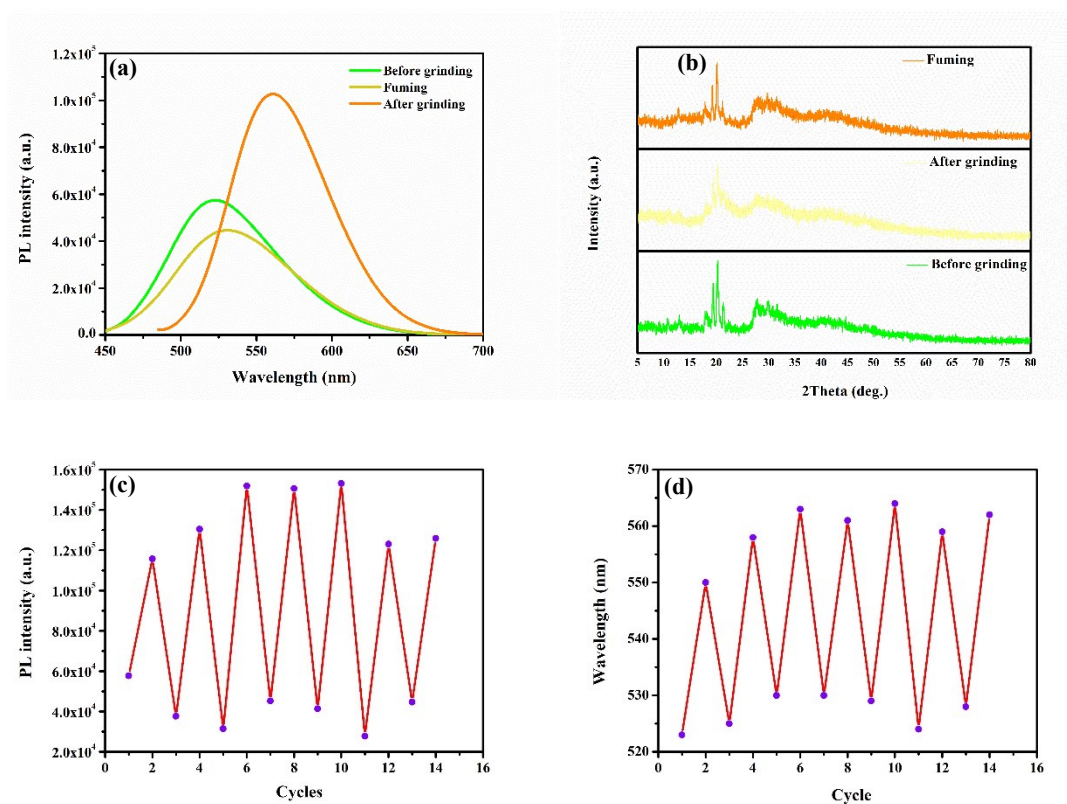 (a)
Before grinding
Fuming
After grinding
PL intensity (a.u.)
1.2x10⁵
1.0x10⁵
8.0x10⁴
6.0x10⁴
4.0x10⁴
2.0x10⁴
0.0
450 500 550 600 650 700
Wavelength (nm)
(b)
Fuming
After grinding
Before grinding
Intensity (a.u.)
5 10 15 20 25 30 35 40 45 50 55 60 65 70 75 80
2Theta (deg.)
(c)
PL intensity (a.u.)
1.6x10⁵
1.4x10⁵
1.2x10⁵
1.0x10⁵
8.0x10⁴
6.0x10⁴
4.0x10⁴
2.0x10⁴
0 2 4 6 8 10 12 14 16
Cycles
(d)
Wavelength (nm)
570
560
550
540
530
520
0 2 4 6 8 10 12 14 16
Cycle